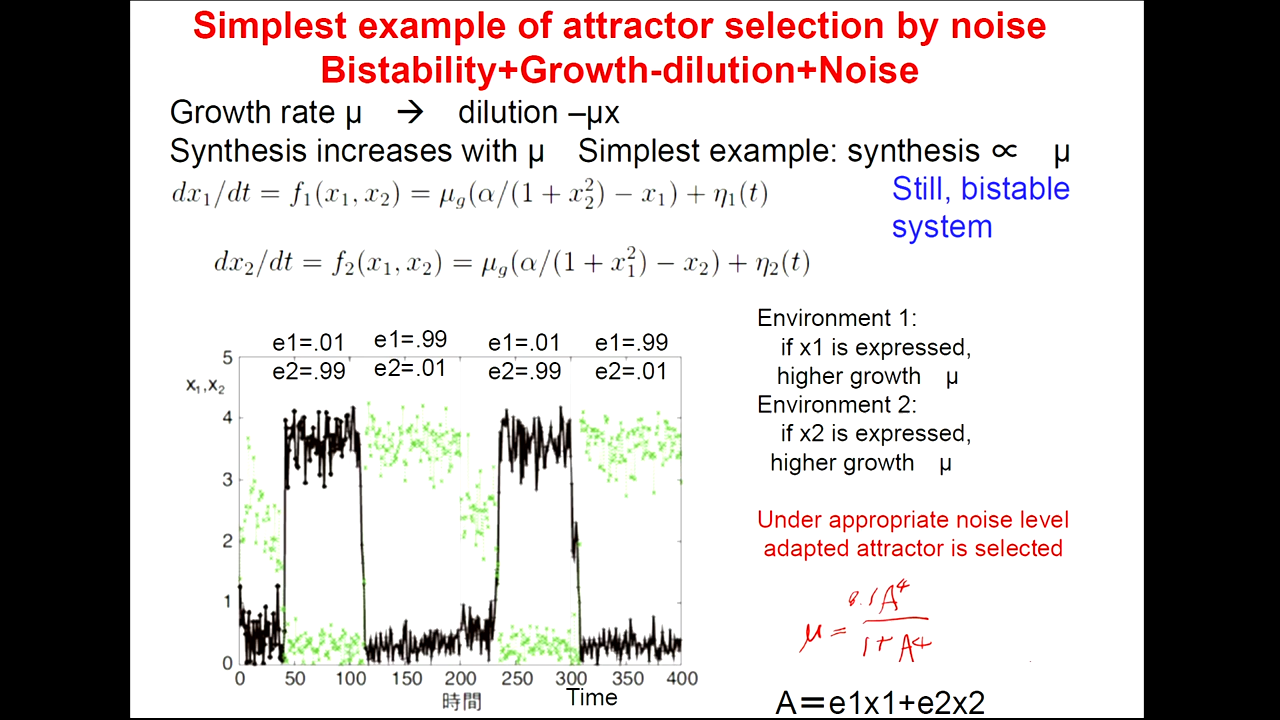 Simplest example of attractor selection by noise
Bistability+Growth-dilution+Noise
Growth rate μ → dilution –μx
Synthesis increases with μ Simplest example: synthesis ∝ μ
dx₁/dt = f₁(x₁, x₂) = μ_g(α/(1 + x₂²) − x₁) + η₁(t)
Still, bistable
system
dx₂/dt = f₂(x₁, x₂) = μ_g(α/(1 + x₁²) − x₂) + η₂(t)
e1=.01 e1=.99 e1=.01 e1=.99
e2=.99 e2=.01 e2=.99 e2=.01
x₁,x₂
5
4
3
2
1
0
0 50 100 150 200 250 300 350 400
時間 Time
Environment 1:
if x1 is expressed,
higher growth μ
Environment 2:
if x2 is expressed,
higher growth μ
Under appropriate noise level
adapted attractor is selected
μ = 0.1A⁴ / 1 + A⁴
A=e1x1+e2x2